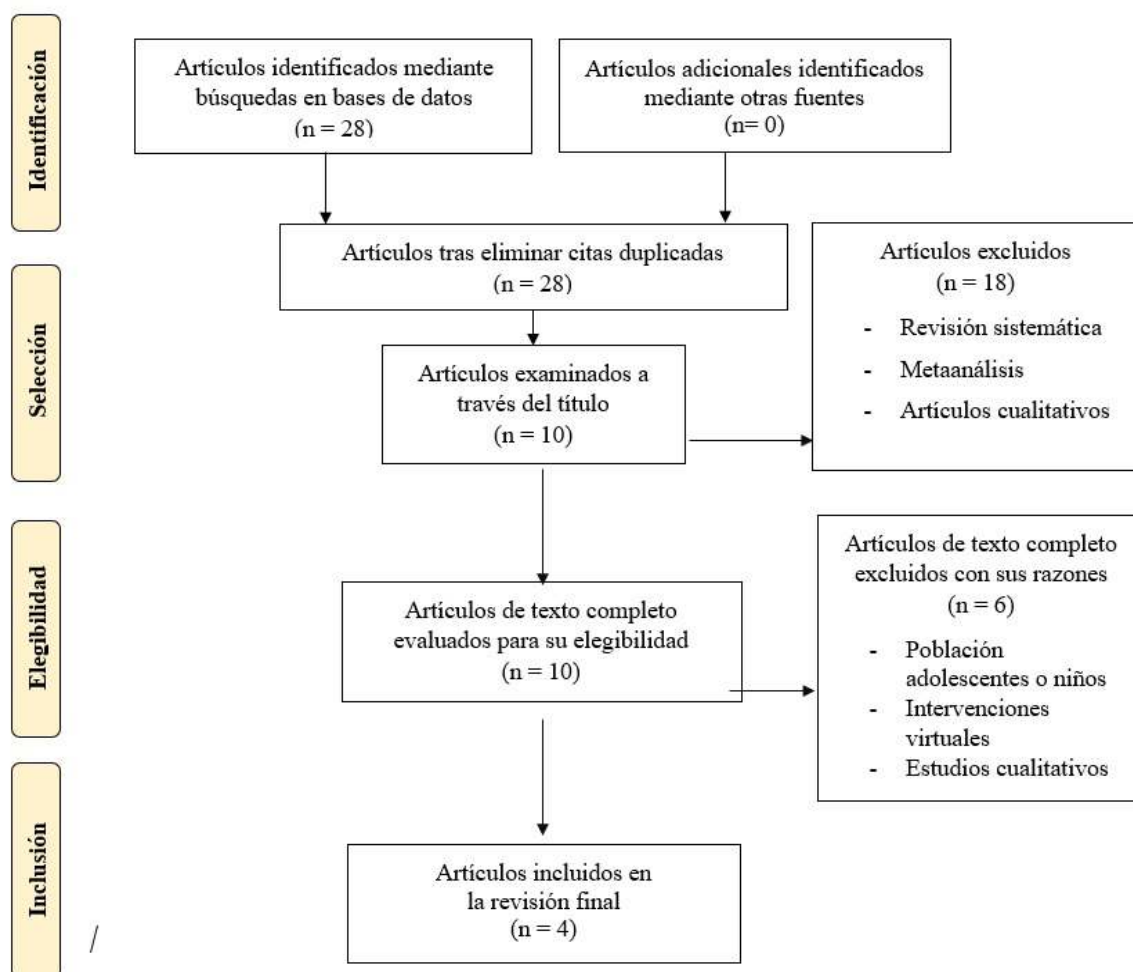 Identificación
Artículos identificados mediante
búsquedas en bases de datos
(n = 28)
Artículos adicionales identificados
mediante otras fuentes
(n= 0)
Artículos tras eliminar citas duplicadas
(n = 28)
Selección
Artículos examinados a
través del título
(n = 10)
Artículos excluidos
(n = 18)
- Revisión sistemática
- Metaanálisis
- Artículos cualitativos
Elegibilidad
Artículos de texto completo
evaluados para su elegibilidad
(n = 10)
Artículos de texto completo
excluidos con sus razones
(n = 6)
- Población
adolescentes o niños
- Intervenciones
virtuales
- Estudios cualitativos
Inclusión
/
Artículos incluidos en
la revisión final
(n = 4)